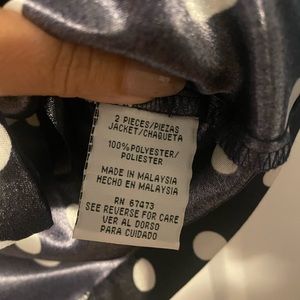 2 PIECES/PIEZAS
JACKET/CHAQUETA
100%POLYESTER/
POLIESTER
MADE IN MALAYSIA
HECHO EN MALAYSIA
RN 67473
SEE REVERSE FOR CARE
VER AL DORSO
PARA CUIDADO